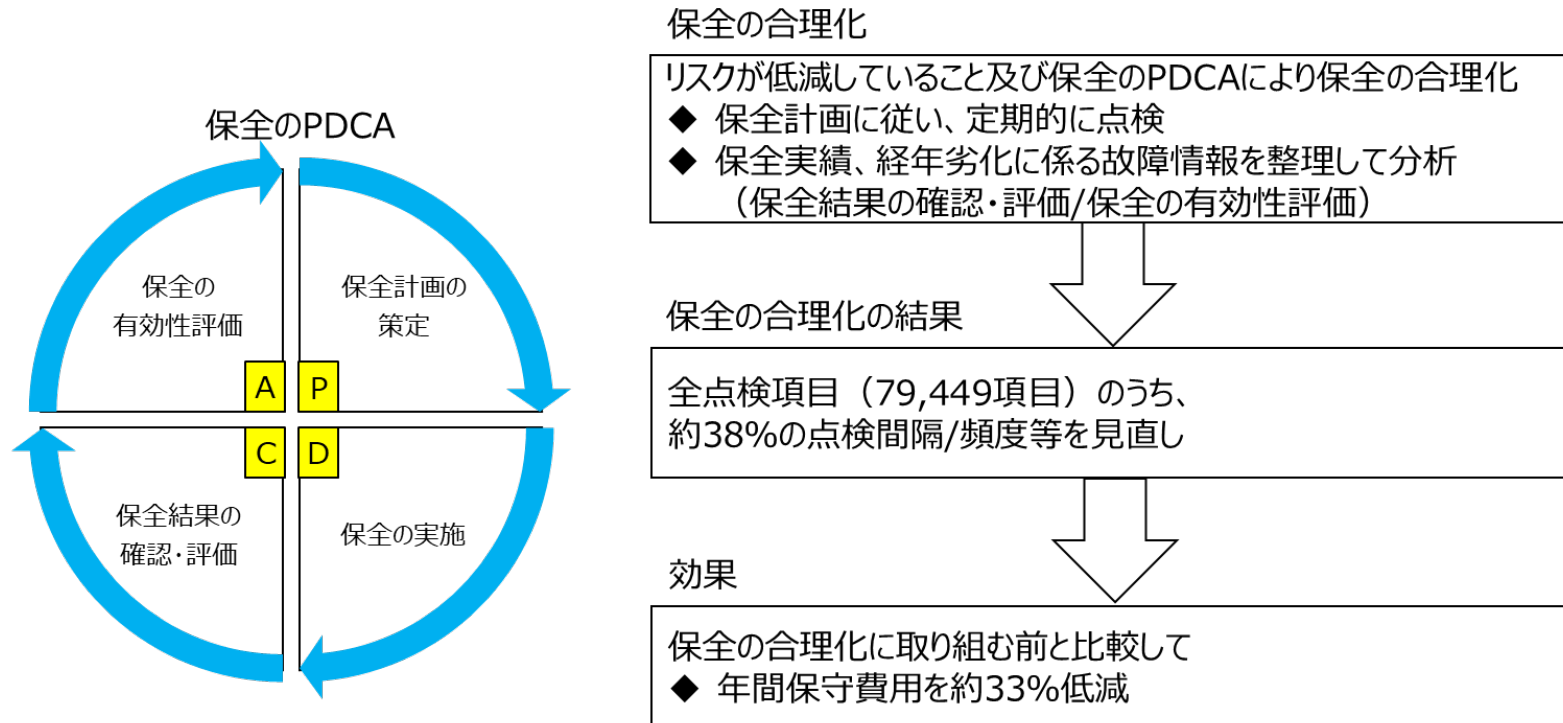 保全のPDCA
保全の
有効性評価
保全計画の
策定
A
P
C
D
保全結果の
確認・評価
保全の実施
保全の合理化
リスクが低減していること及び保全のPDCAにより保全の合理化
◆ 保全計画に従い、定期的に点検
◆ 保全実績、経年劣化に係る故障情報を整理して分析
（保全結果の確認・評価/保全の有効性評価）
保全の合理化の結果
全点検項目（79,449項目）のうち、
約38%の点検間隔/頻度等を見直し
効果
保全の合理化に取り組む前と比較して
◆ 年間保守費用を約33%低減